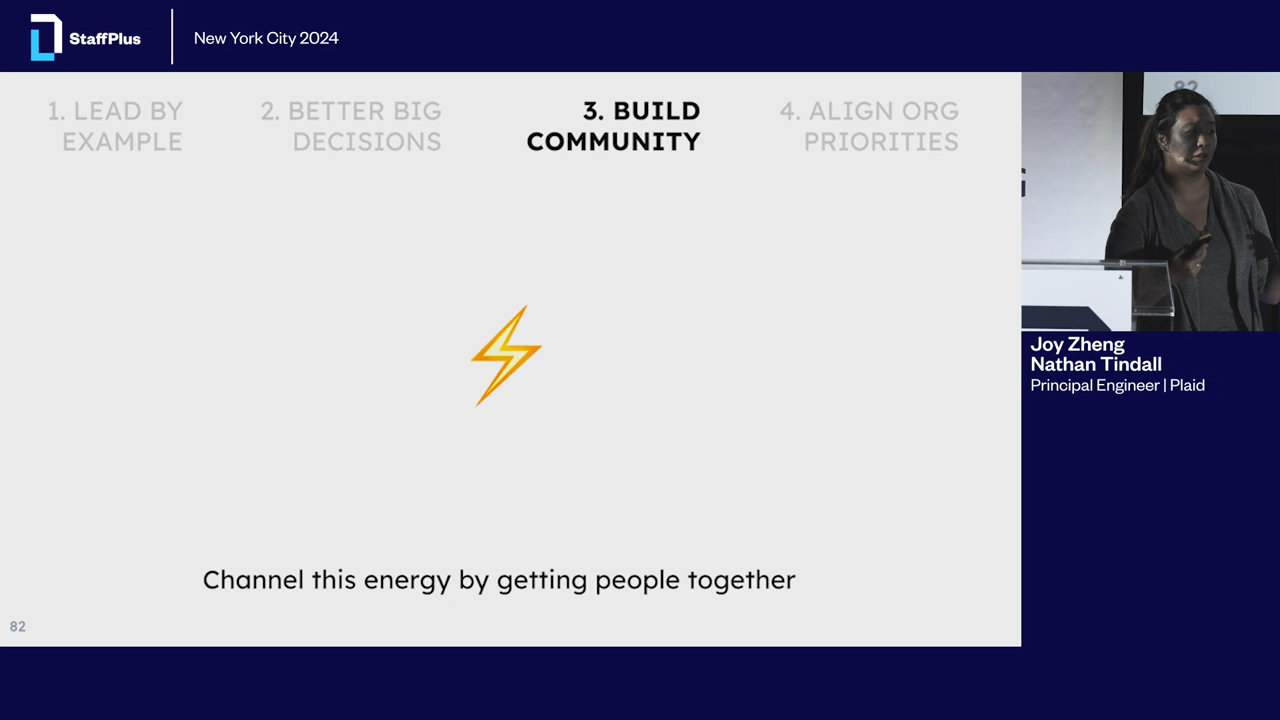 StaffPlus
New York City 2024
1. LEAD BY
EXAMPLE
2. BETTER BIG
DECISIONS
3. BUILD
COMMUNITY
4. ALIGN ORG
PRIORITIES
Channel this energy by getting people together
82
82
Joy Zheng
Nathan Tindall
Principal Engineer | Plaid